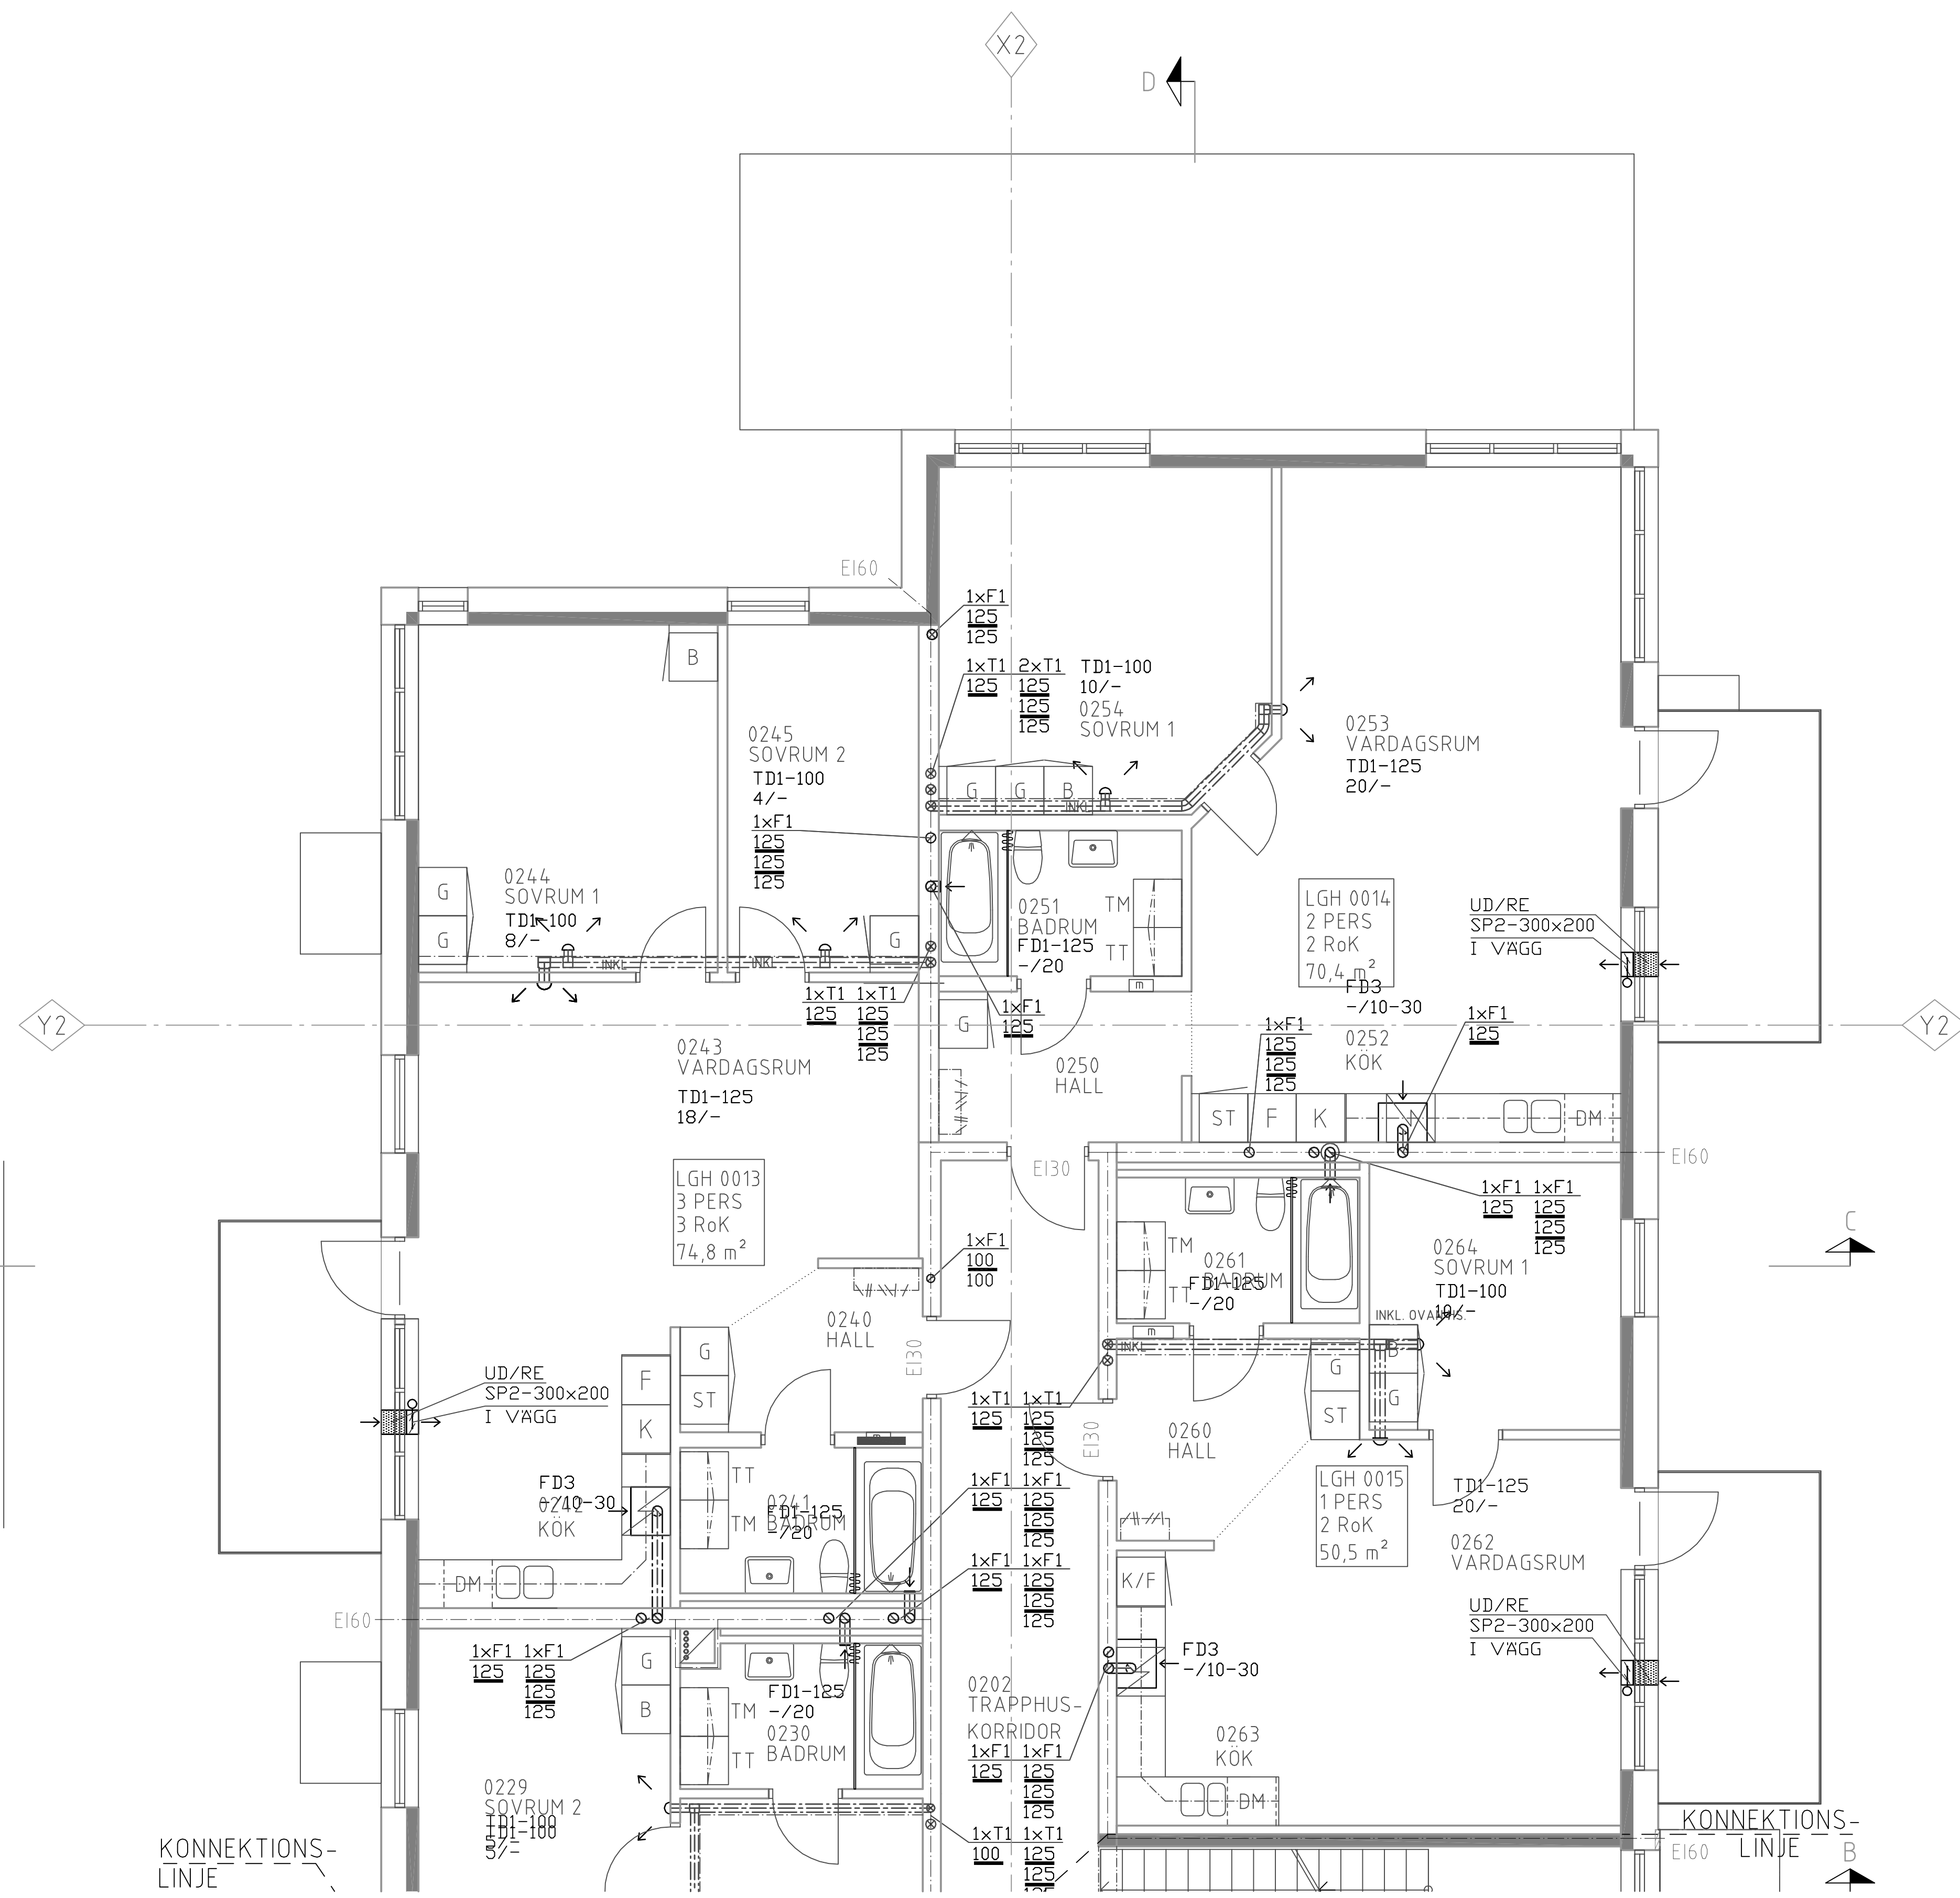 X2
D
EI60
1xF1
125
125
1xT1 2xT1
125 125
125
125
TD1-100
10/-
0254
SOVRUM 1
B
0245
SOVRUM 2
TD1-100
4/-
1xF1
125
125
125
0253
VARDAGSRUM
TD1-125
20/-
G G B
INKL
0244
SOVRUM 1
TD1-100
8/-
G
G
G
INKL
INKL
0251
BADRUM
FD1-125
-/20
TM
TT
m
LGH 0014
2 PERS
2 RoK
70,4 m²
UD/RE
SP2-300x200
I VÄGG
FD3
-/10-30
1xT1 1xT1
125 125
125
125
1xF1
125
G
Y2
Y2
1xF1
125
125
125
0252
KÖK
1xF1
125
0243
VARDAGSRUM
TD1-125
18/-
0250
HALL
ST F K DM
EI30
EI60
LGH 0013
3 PERS
3 RoK
74,8 m²
1xF1 1xF1
125 125
125
125
C
1xF1
100
100
TM
TT
0261
BADRUM
FD1-125
-/20
m
0264
SOVRUM 1
TD1-100
10/-
INKL. OVANHS.
INKL
0240
HALL
EI30
G
ST
F
K
UD/RE
SP2-300x200
I VÄGG
B
G
G
ST
1xT1 1xT1
125 125
125
125
EI30
0260
HALL
LGH 0015
1 PERS
2 RoK
50,5 m²
TD1-125
20/-
0262
VARDAGSRUM
FD3
-/10-30
0242
KÖK
TT
TM
0241
BADRUM
FD1-125
-/20
m
1xF1 1xF1
125 125
125
125
1xF1 1xF1
125 125
125
125
DM
K/F
EI60
UD/RE
SP2-300x200
I VÄGG
1xF1 1xF1
125 125
125
125
G
B
TM
TT
FD1-125
-/20
0230
BADRUM
FD3
-/10-30
0202
TRAPPHUS-
KORRIDOR
1xF1 1xF1
125 125
125
125
0263
KÖK
DM
0229
SOVRUM 2
TD1-100
TD1-100
5/-
1xT1 1xT1
100 125
125
125
KONNEKTIONS-
LINJE
KONNEKTIONS-
LINJE
EI60
B